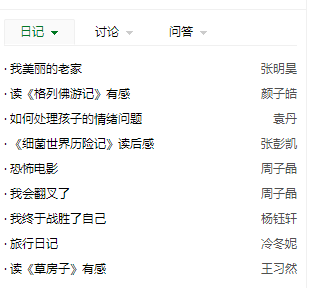 日记 讨论 问答
· 我美丽的老家 张明昊
· 读《格列佛游记》有感 颜子皓
· 如何处理孩子的情绪问题 袁丹
· 《细菌世界历险记》读后感 张彭凯
· 恐怖电影 周子晶
· 我会翻叉了 周子晶
· 我终于战胜了自己 杨钰轩
· 旅行日记 冷冬妮
· 读《草房子》有感 王习然